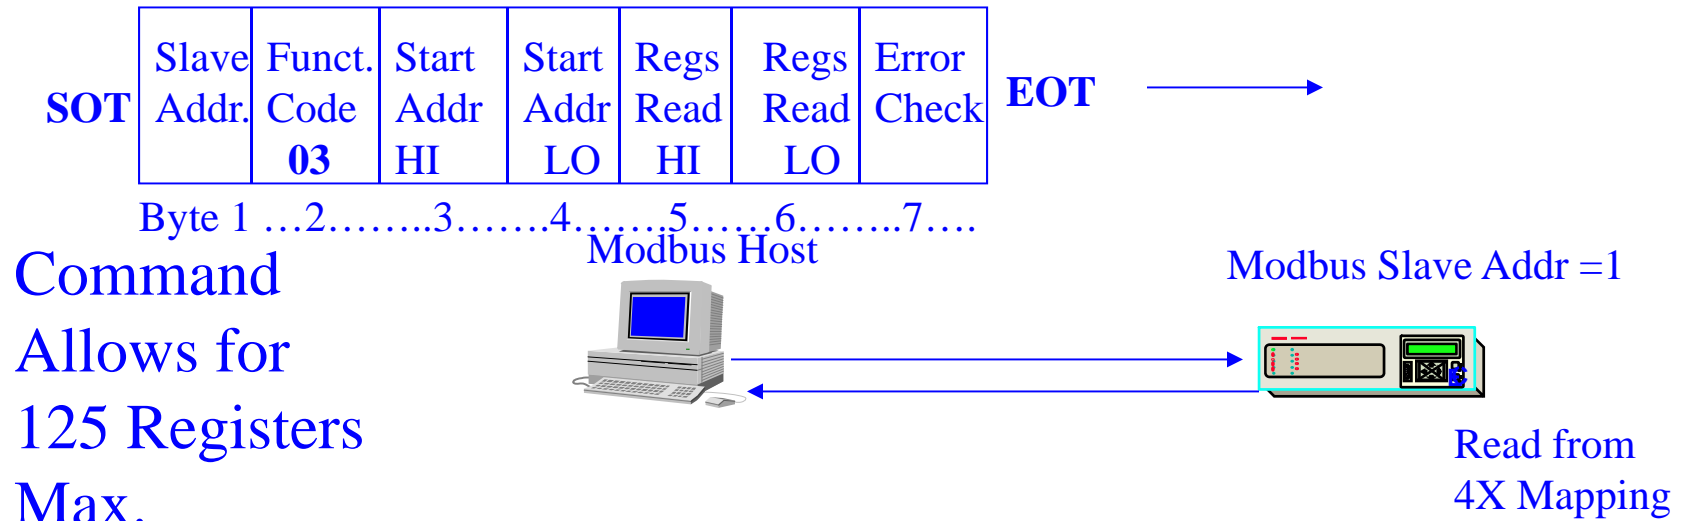 SOT
Slave Addr.
Funct. Code 03
Start Addr HI
Start Addr LO
Regs Read HI
Regs Read LO
Error Check
EOT
Byte 1 …2……..3…….4……..5……6……..7….
Modbus Host
Modbus Slave Addr =1
Command
Allows for
125 Registers
Max.
Read from
4X Mapping